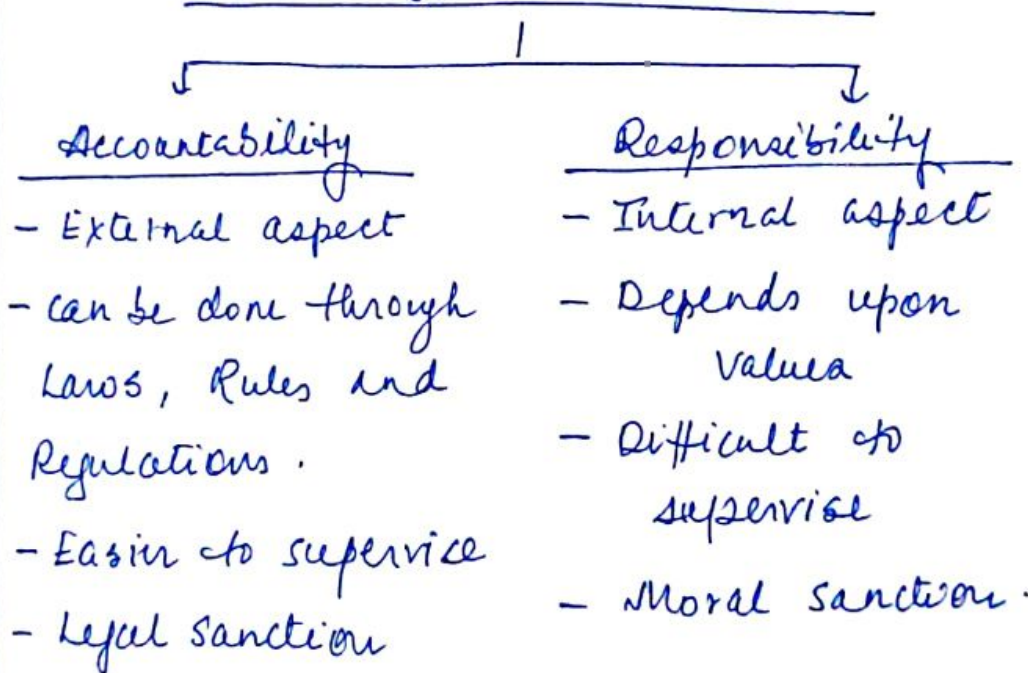 Accountability
- External aspect
- can be done through
Laws, Rules and
Regulations.
- Easier to supervice
- Legal sanction
Responsibility
- Internal aspect
- Depends upon
values
- Difficult to
supervise
- Moral sanction.